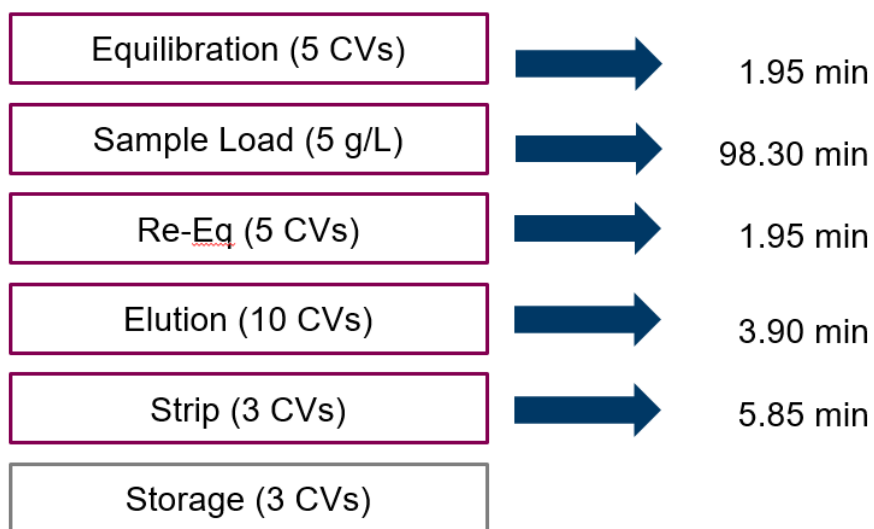 Equilibration (5 CVs)
1.95 min
Sample Load (5 g/L)
98.30 min
Re-Eq (5 CVs)
1.95 min
Elution (10 CVs)
3.90 min
Strip (3 CVs)
5.85 min
Storage (3 CVs)